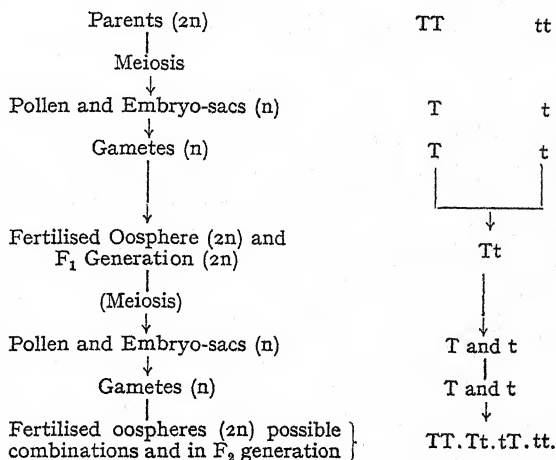 Parents (2n) TT tt
Meiosis
Pollen and Embryo-sacs (n) T t
Gametes (n) T t
Fertilised Oosphere (2n) and
F₁ Generation (2n) Tt
(Meiosis)
Pollen and Embryo-sacs (n) T and t
Gametes (n) T and t
Fertilised oospheres (2n) possible
combinations and in F₂ generation } TT.Tt.tT.tt.